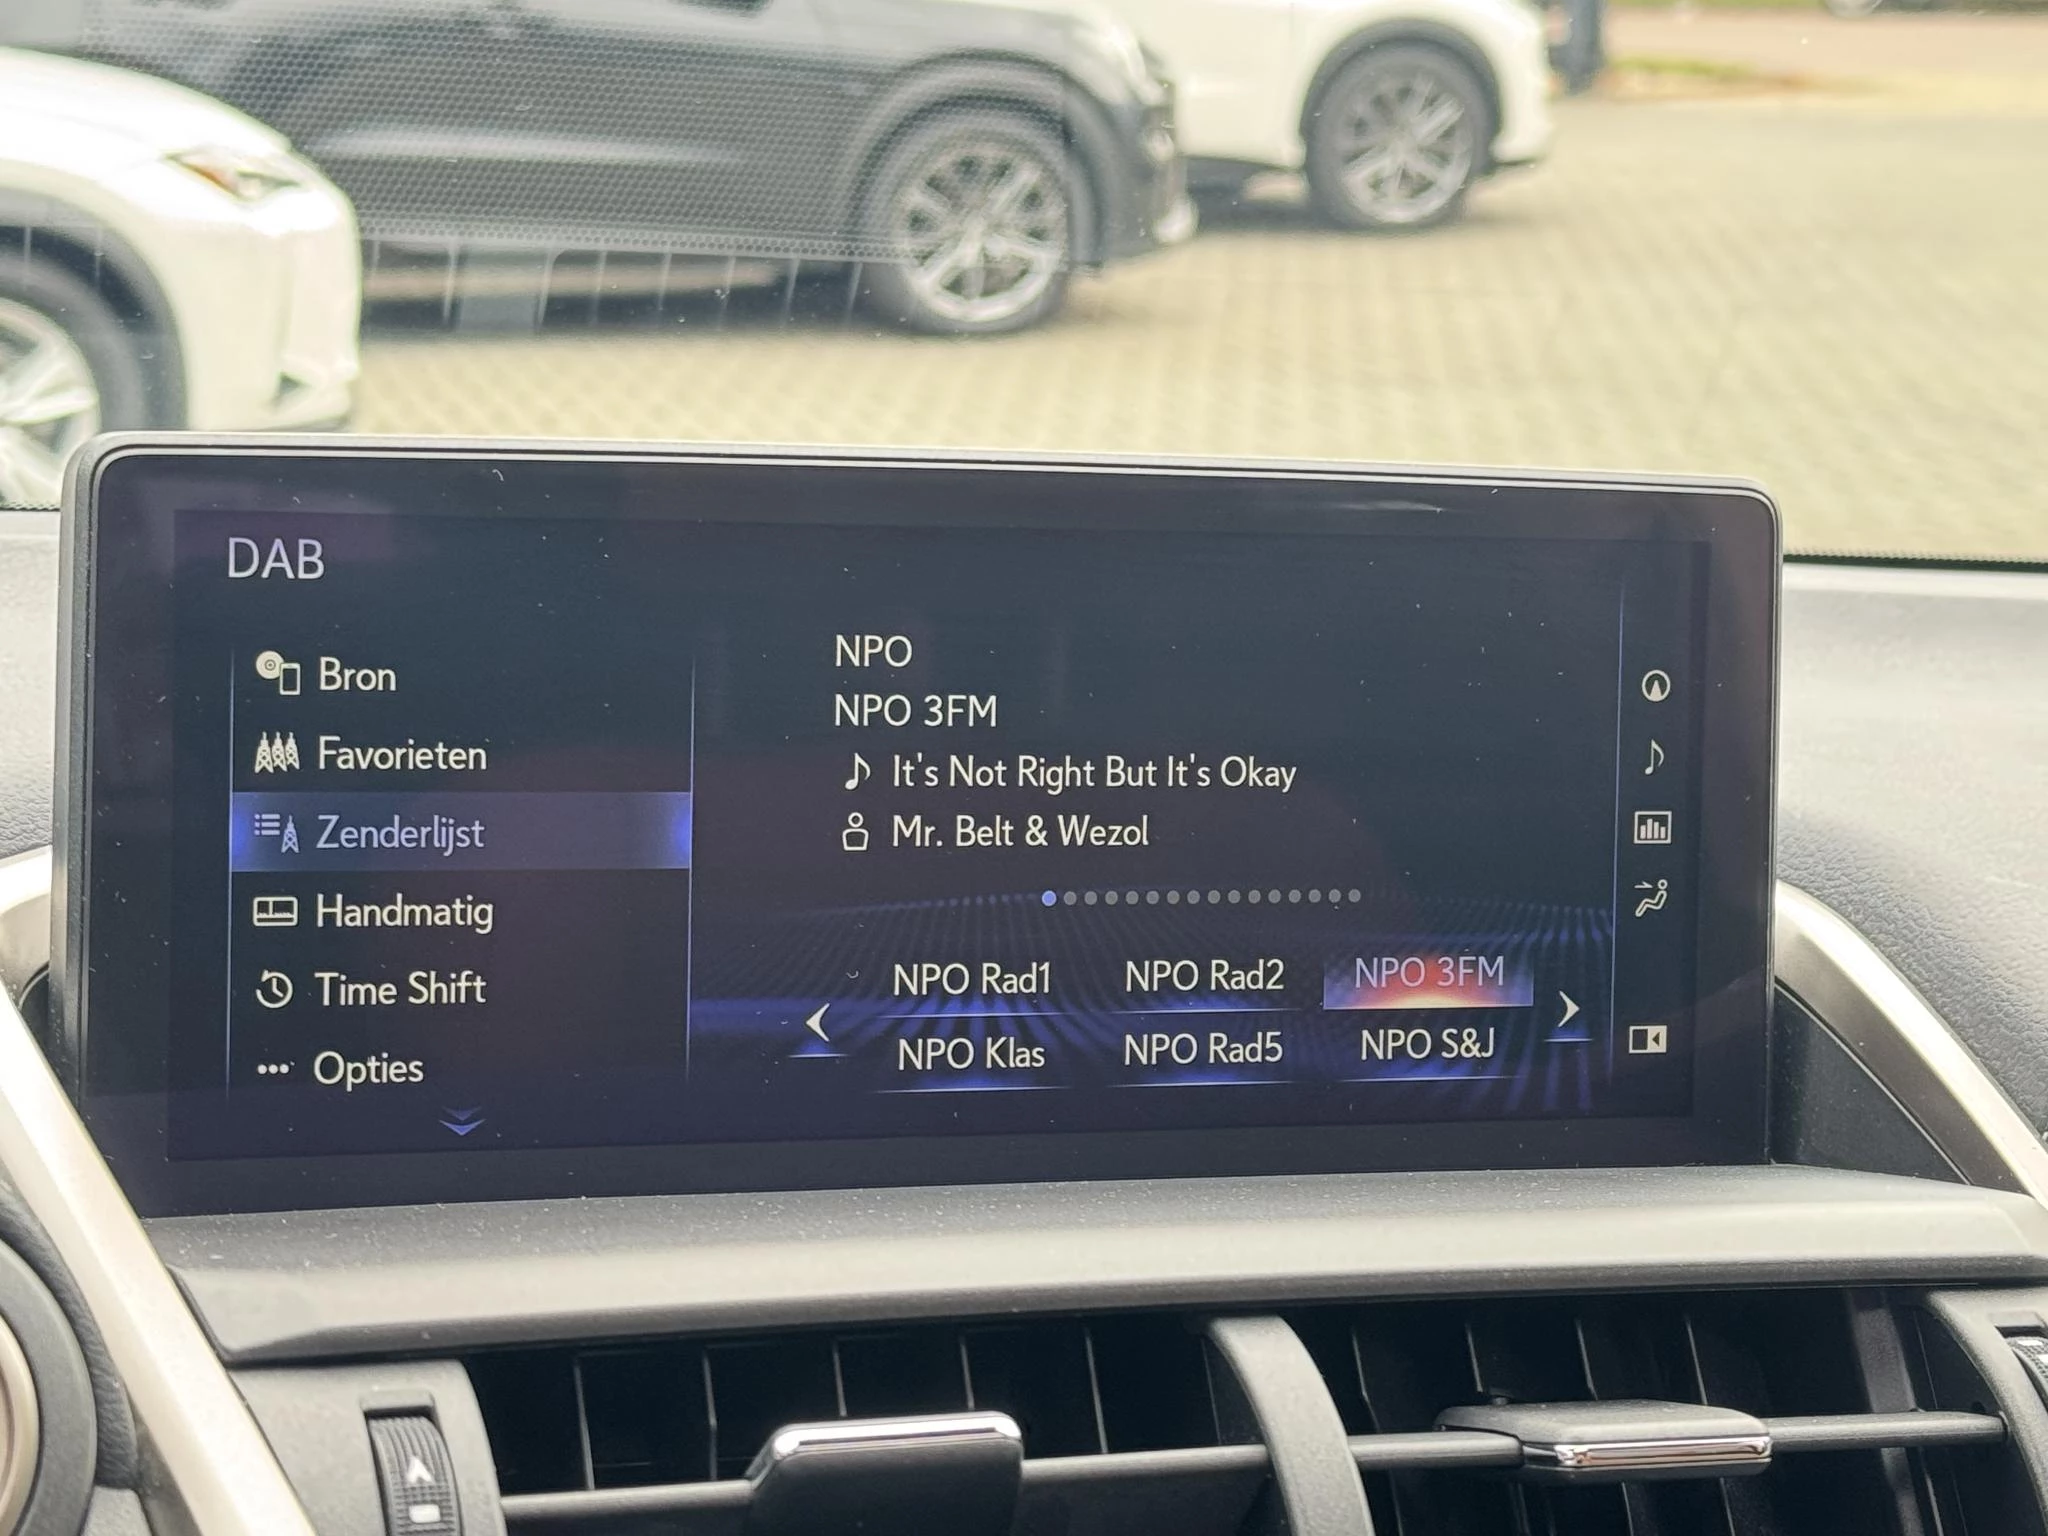 DAB
Bron
Favorieten
Zenderlijst
Handmatig
Time Shift
Opties
NPO
NPO 3FM
It's Not Right But It's Okay
Mr. Belt & Wezol
NPO Rad1 NPO Rad2 NPO 3FM
NPO Klas NPO Rad5 NPO S&J